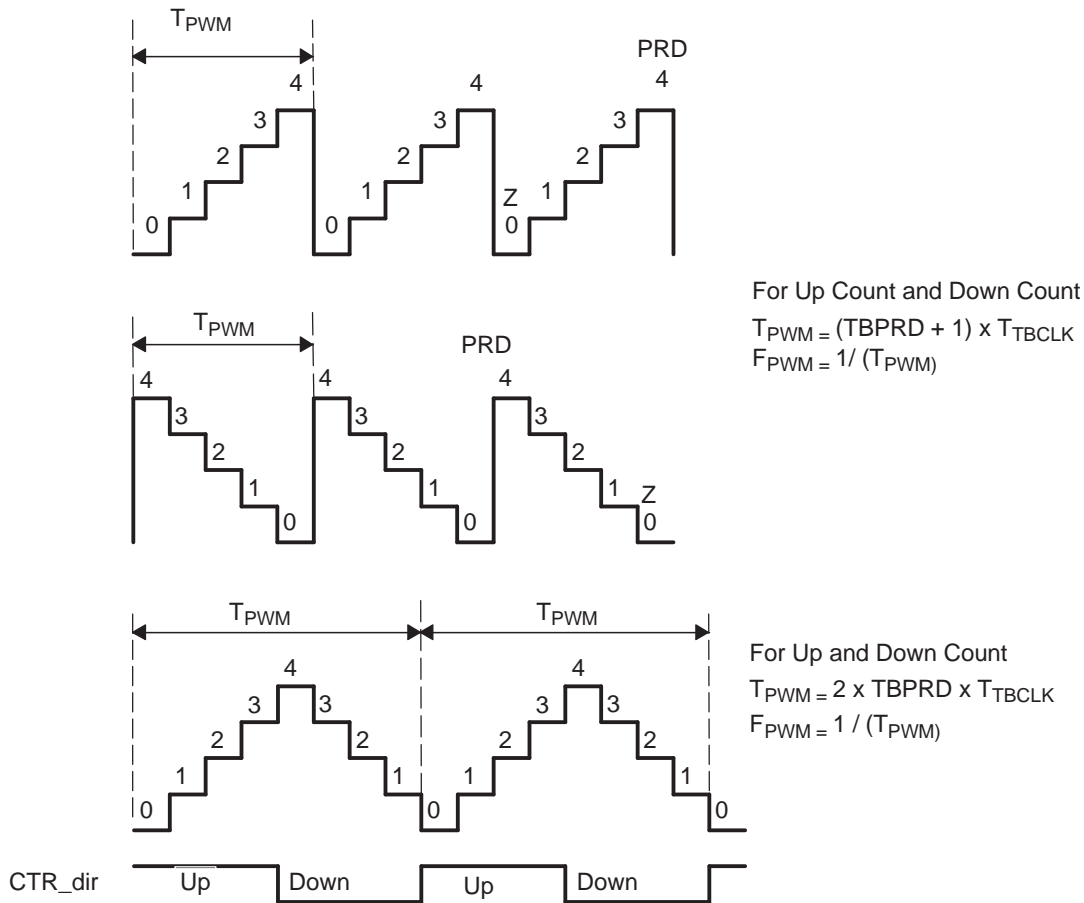 TPWM
PRD
4 4 4
3 3 3
2 2 2
1 1 Z 1
0 0 0
For Up Count and Down Count
TPWM = (TBPRD + 1) x TTBCLK
FPWM = 1/ (TPWM)
TPWM
PRD
4 4 4
3 3 3
2 2 2
1 1 1 Z
0 0 0
TPWM TPWM
For Up and Down Count
TPWM = 2 x TBPRD x TTBCLK
FPWM = 1 / (TPWM)
4 4
3 3 3 3
2 2 2 2
1 1 1 1
0 0 0
CTR_dir Up Down Up Down